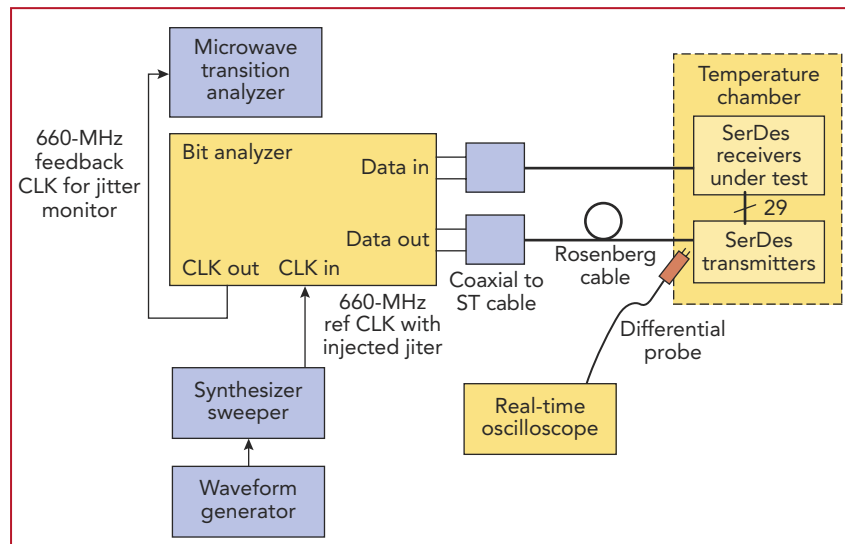 Microwave
transition
analyzer
660-MHz
feedback
CLK for jitter
monitor
Bit analyzer
Data in
Data out
CLK out
CLK in
Coaxial to
ST cable
Rosenberg
cable
Temperature
chamber
SerDes
receivers
under test
29
SerDes
transmitters
660-MHz
ref CLK with
injected jiter
Differential
probe
Synthesizer
sweeper
Real-time
oscilloscope
Waveform
generator